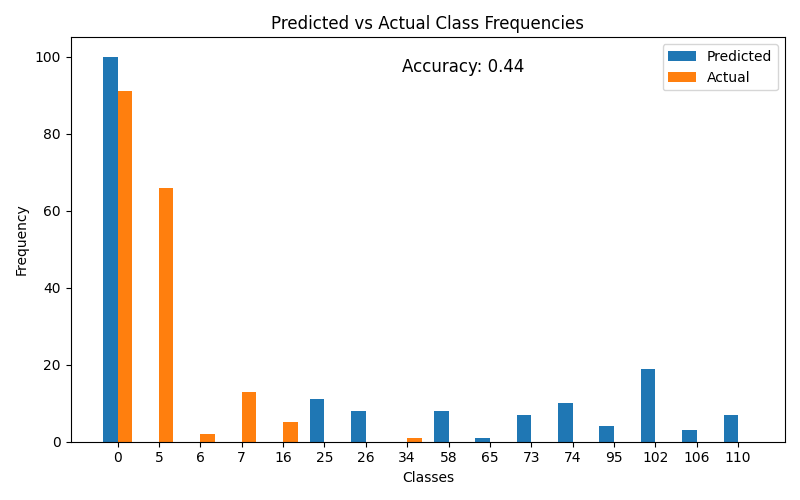 Predicted vs Actual Class Frequencies
Accuracy: 0.44
Predicted
Actual
Frequency
100
80
60
40
20
0
0 5 6 7 16 25 26 34 58 65 73 74 95 102 106 110
Classes